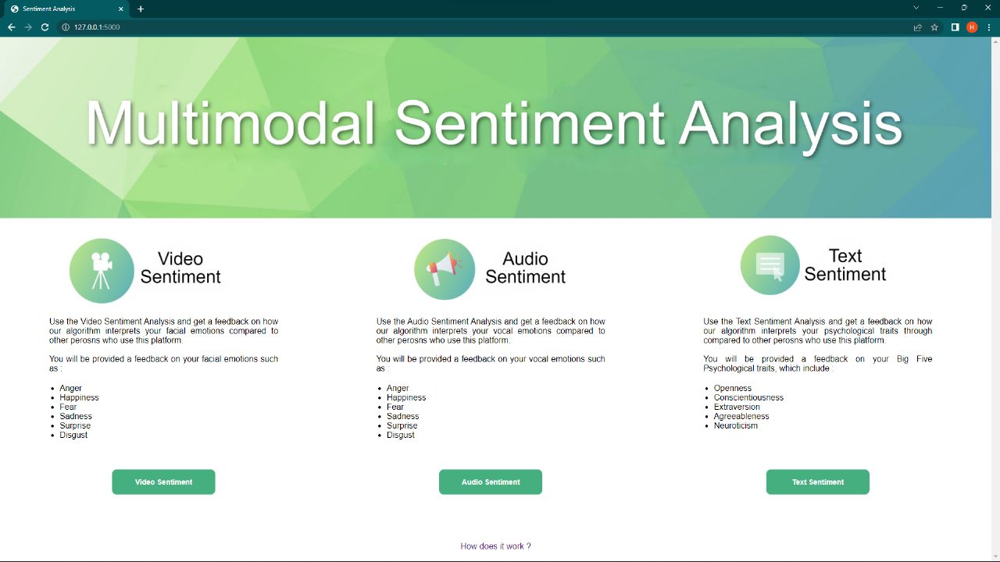 Sentiment Analysis
127.0.0.1:5000
H
Multimodal Sentiment Analysis
Video
Sentiment
Use the Video Sentiment Analysis and get a feedback on how
our algorithm interprets your facial emotions compared to
other perosns who use this platform.
You will be provided a feedback on your facial emotions such
as :
• Anger
• Happiness
• Fear
• Sadness
• Surprise
• Disgust
Video Sentiment
Audio
Sentiment
Use the Audio Sentiment Analysis and get a feedback on how
our algorithm interprets your vocal emotions compared to
other perosns who use this platform.
You will be provided a feedback on your vocal emotions such
as :
• Anger
• Happiness
• Fear
• Sadness
• Surprise
• Disgust
Audio Sentiment
Text
Sentiment
Use the Text Sentiment Analysis and get a feedback on how
our algorithm interprets your psychological traits through
compared to other perosns who use this platform.
You will be provided a feedback on your Big Five
Psychological traits, which include :
• Openness
• Conscientiousness
• Extraversion
• Agreeableness
• Neuroticism
Text Sentiment
How does it work ?